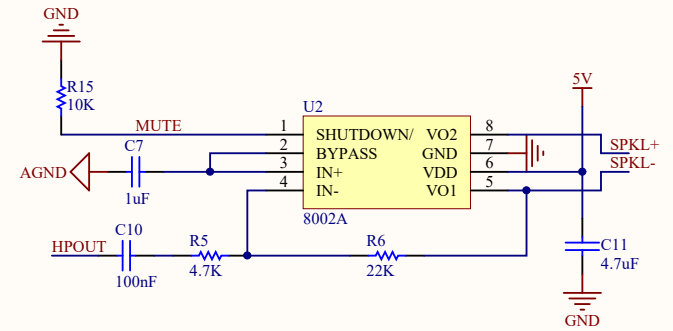 GND
R15
10K
5V
U2
MUTE
1
SHUTDOWN/
VO2
8
SPKL+
C7
2
BYPASS
GND
7
SPKL-
AGND
3
IN+
VDD
6
1uF
4
IN-
VO1
5
8002A
C10
R5
R6
HPOUT
C11
100nF
4.7K
22K
4.7uF
GND